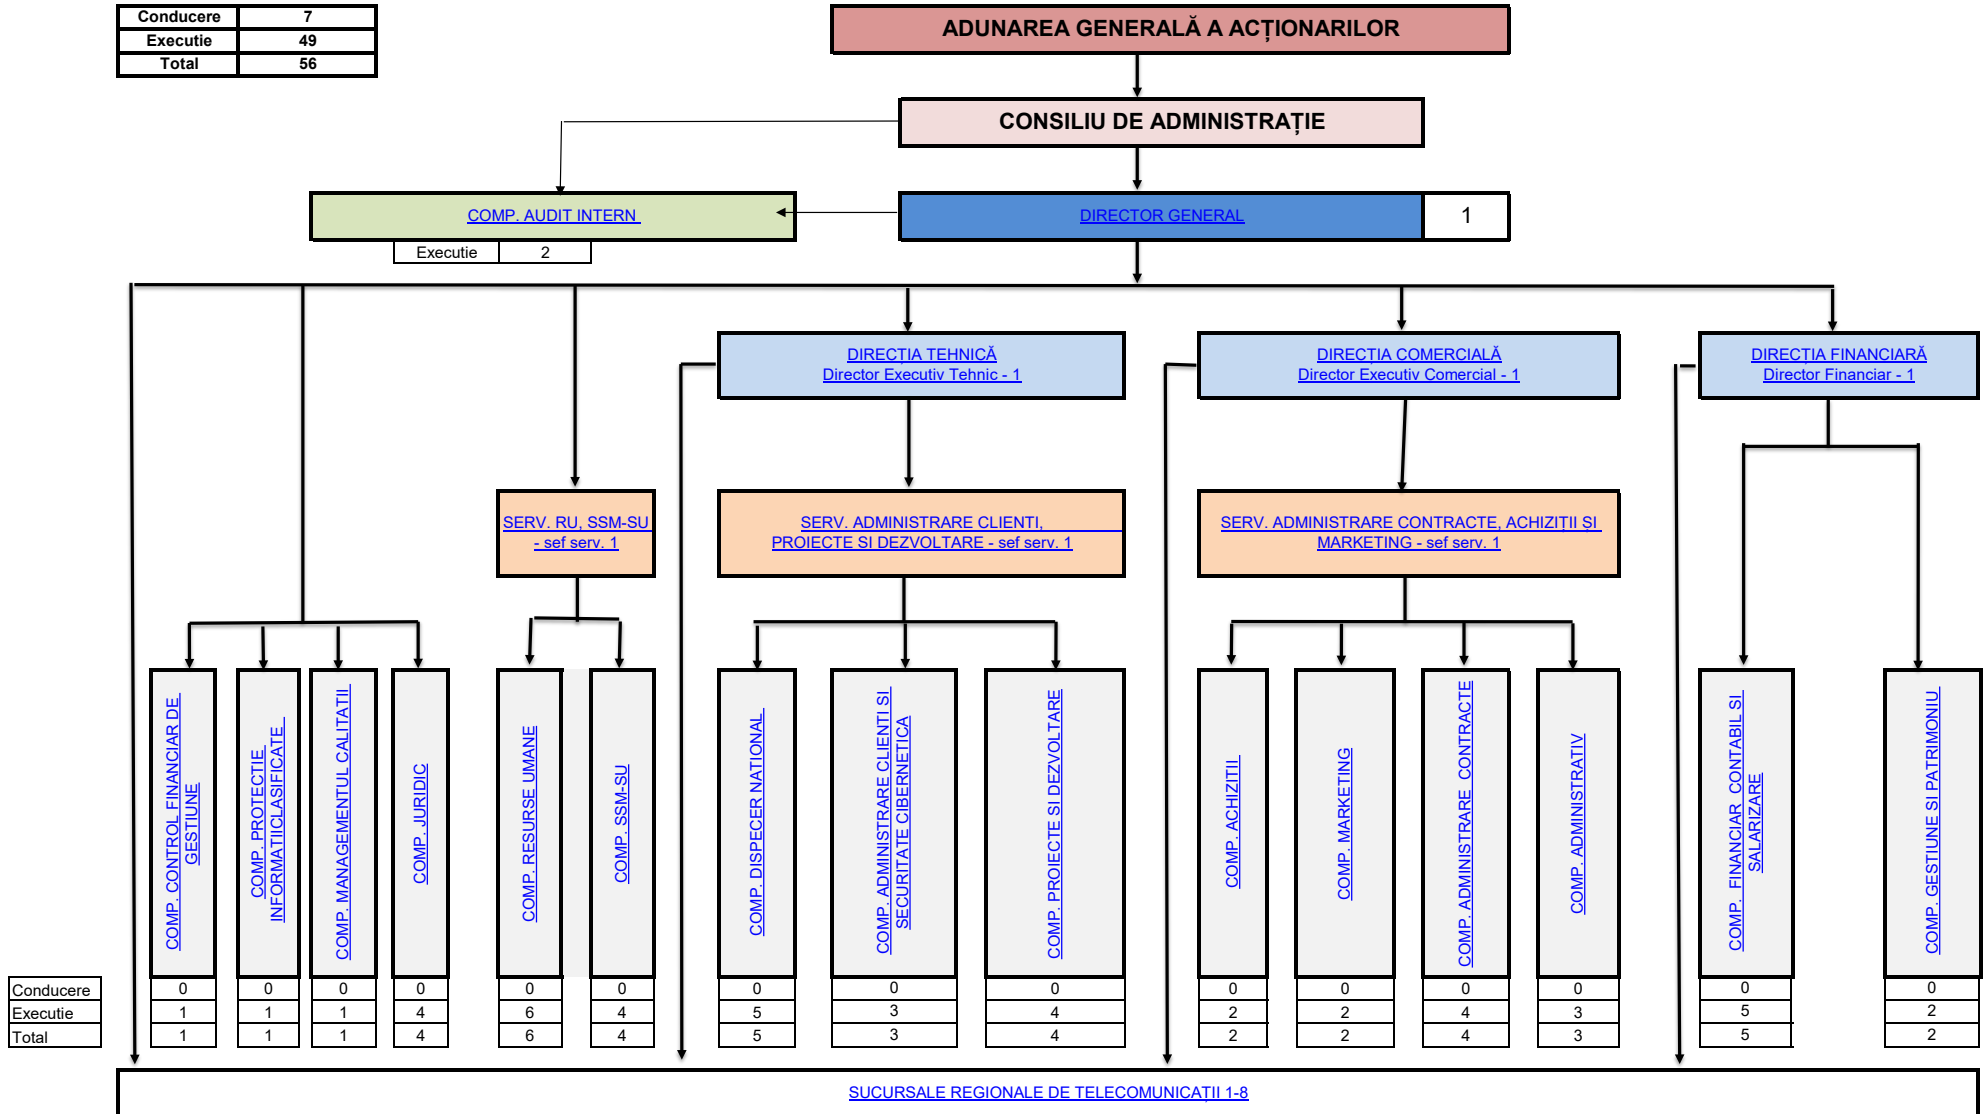 Conducere 7
Executie 49
Total 56
ADUNAREA GENERALĂ A ACȚIONARILOR
CONSILIU DE ADMINISTRAȚIE
COMP. AUDIT INTERN
Executie 2
DIRECTOR GENERAL 1
DIRECȚIA TEHNICĂ
Director Executiv Tehnic - 1
DIRECȚIA COMERCIALĂ
Director Executiv Comercial - 1
DIRECȚIA FINANCIARĂ
Director Financiar - 1
SERV. RU, SSM-SU
- sef serv. 1
SERV. ADMINISTRARE CLIENTI,
PROIECTE SI DEZVOLTARE - sef serv. 1
SERV. ADMINISTRARE CONTRACTE, ACHIZIȚII ȘI
MARKETING - sef serv. 1
COMP. CONTROL FINANCIAR DE
GESTIUNE
COMP. PROTECTIE
INFORMATIICLASIFICATE
COMP. MANAGEMENTUL CALITATII
COMP. JURIDIC
COMP. RESURSE UMANE
COMP. SSM-SU
COMP. DISPECER NATIONAL
COMP. ADMINISTRARE CLIENTI SI
SECURITATE CIBERNETICA
COMP. PROIECTE SI DEZVOLTARE
COMP. ACHIZITII
COMP. MARKETING
COMP. ADMINISTRARE CONTRACTE
COMP. ADMINISTRATIV
COMP. FINANCIAR CONTABIL SI
SALARIZARE
COMP. GESTIUNE SI PATRIMONIU
Conducere 0 0 0 0 0 0 0 0 0 0 0 0 0 0 0
Executie 1 1 1 4 6 4 5 3 4 2 2 4 3 5 2
Total 1 1 1 4 6 4 5 3 4 2 2 4 3 5 2
SUCURSALE REGIONALE DE TELECOMUNICAȚII 1-8